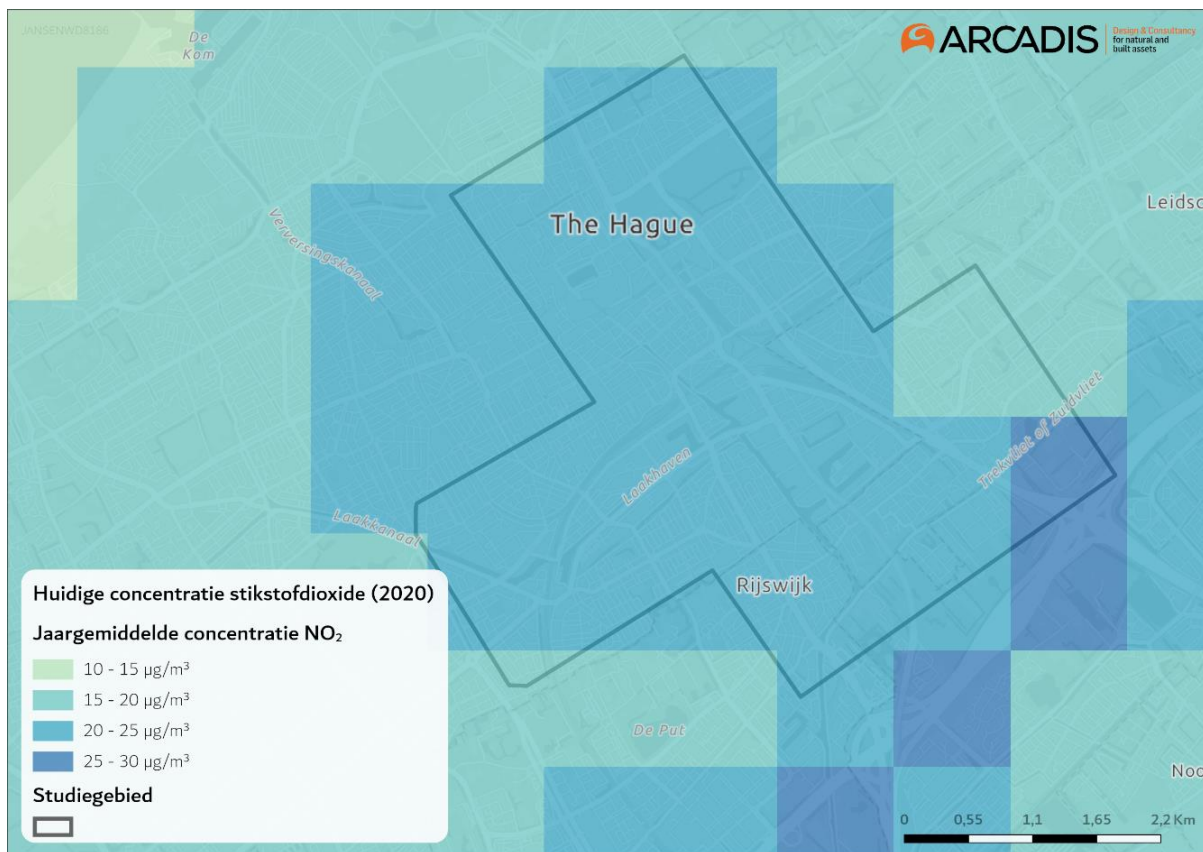 JANSENWD8166
De
Kom
ARCADIS
Design & Consultancy
for natural and
built assets
The Hague
Leidsc
Verversingskanaal
Trekvliet of Zuidvliet
Laakhaven
Laakkanaal
Rijswijk
De Put
Noo
Huidige concentratie stikstofdioxide (2020)
Jaargemiddelde concentratie NO₂
10 - 15 µg/m³
15 - 20 µg/m³
20 - 25 µg/m³
25 - 30 µg/m³
Studiegebied
0 0,55 1,1 1,65 2,2 Km